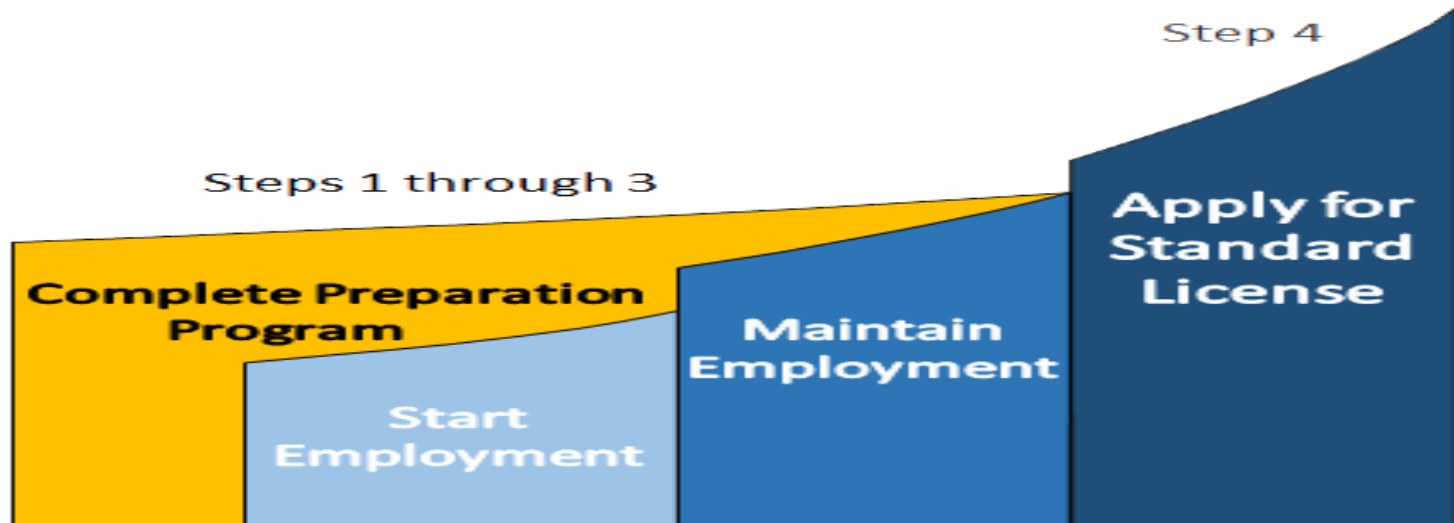 Step 4
Steps 1 through 3
Complete Preparation
Program
Start
Employment
Maintain
Employment
Apply for
Standard
License